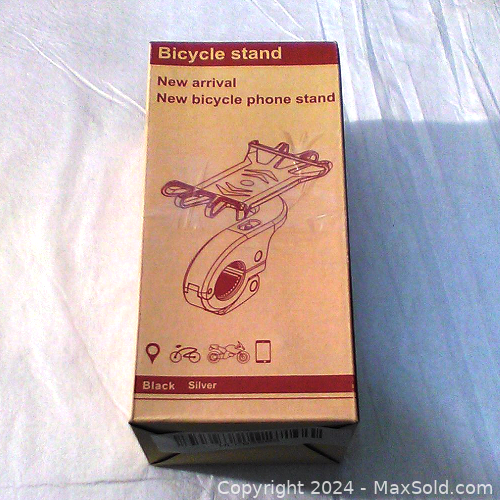 Bicycle stand
New arrival
New bicycle phone stand
Black Silver
Copyright © 2024 - MaxSold.com